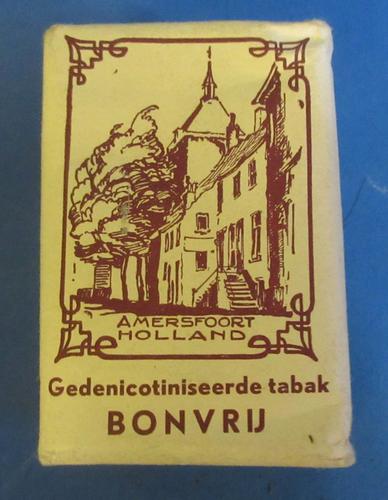 AMERSFOORT
HOLLAND
Gedenicotiniseerde tabak
BONVRIJ